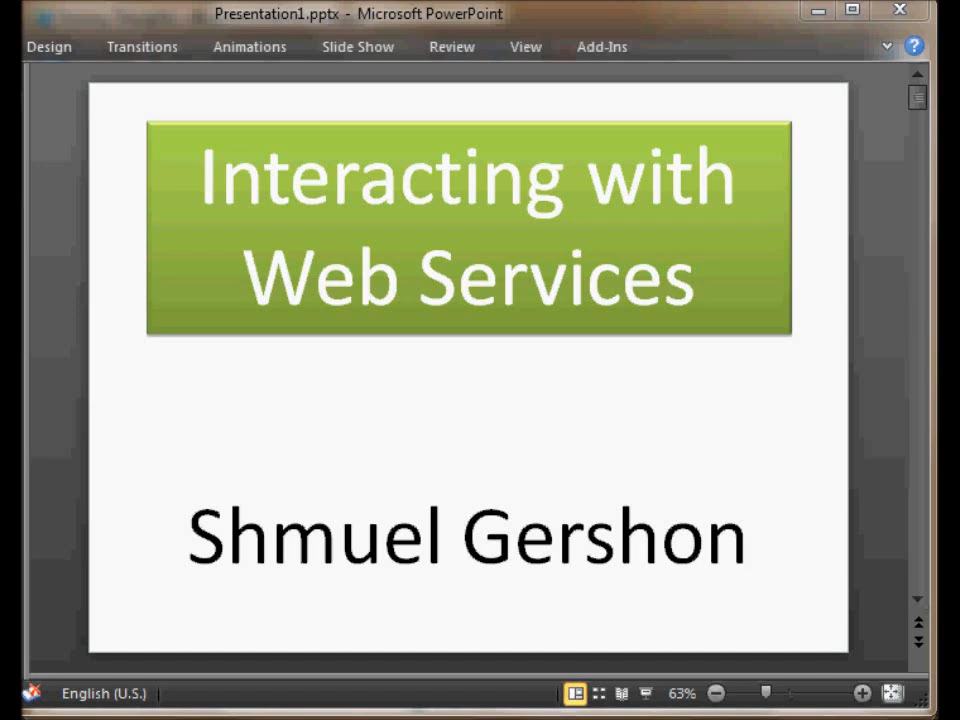 Presentation1.pptx - Microsoft PowerPoint
Design Transitions Animations Slide Show Review View Add-Ins
Interacting with
Web Services
Shmuel Gershon
English (U.S.) 63%